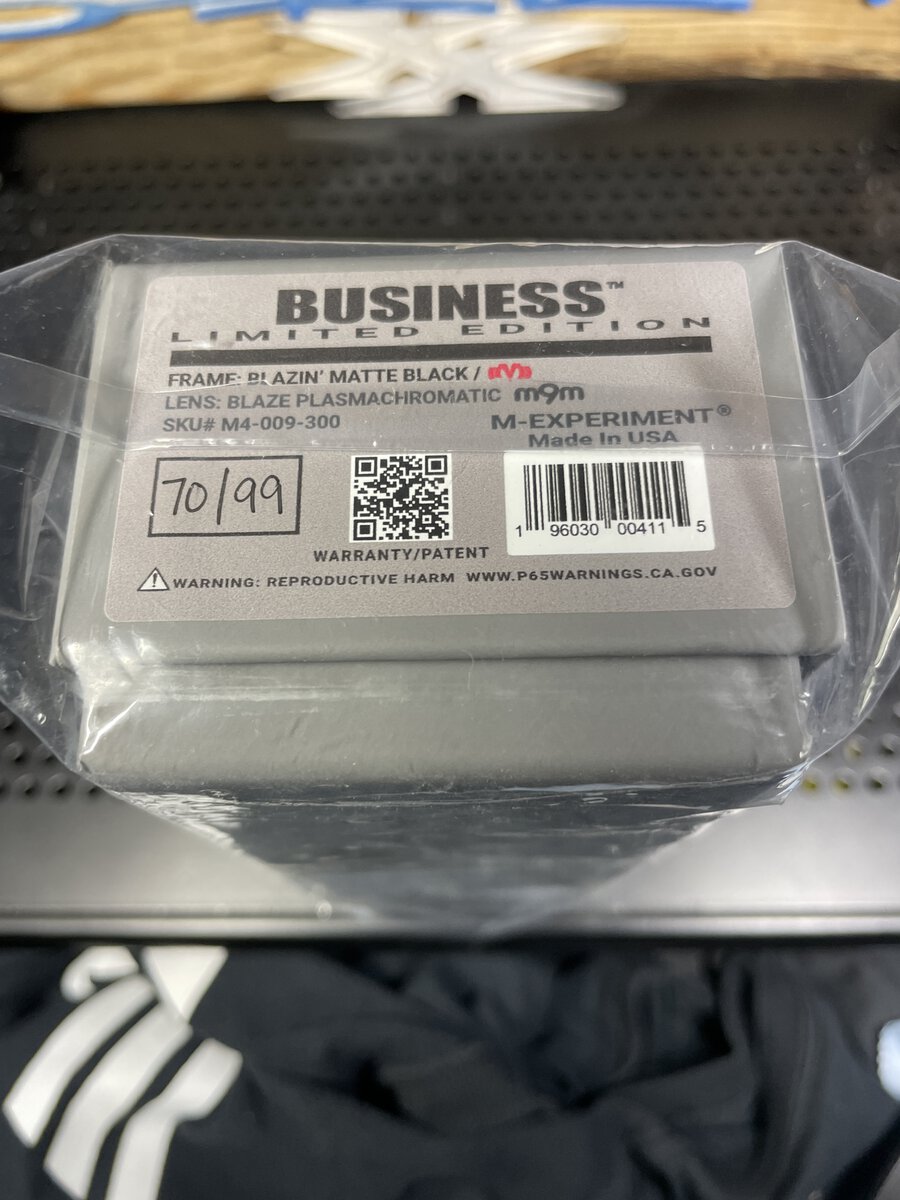 BUSINESS™
LIMITED EDITION
FRAME: BLAZIN' MATTE BLACK /
LENS: BLAZE PLASMACHROMATIC m9m
SKU# M4-009-300
M-EXPERIMENT®
Made In USA
70/99
1 96030 00411 5
WARRANTY/PATENT
WARNING: REPRODUCTIVE HARM WWW.P65WARNINGS.CA.GOV